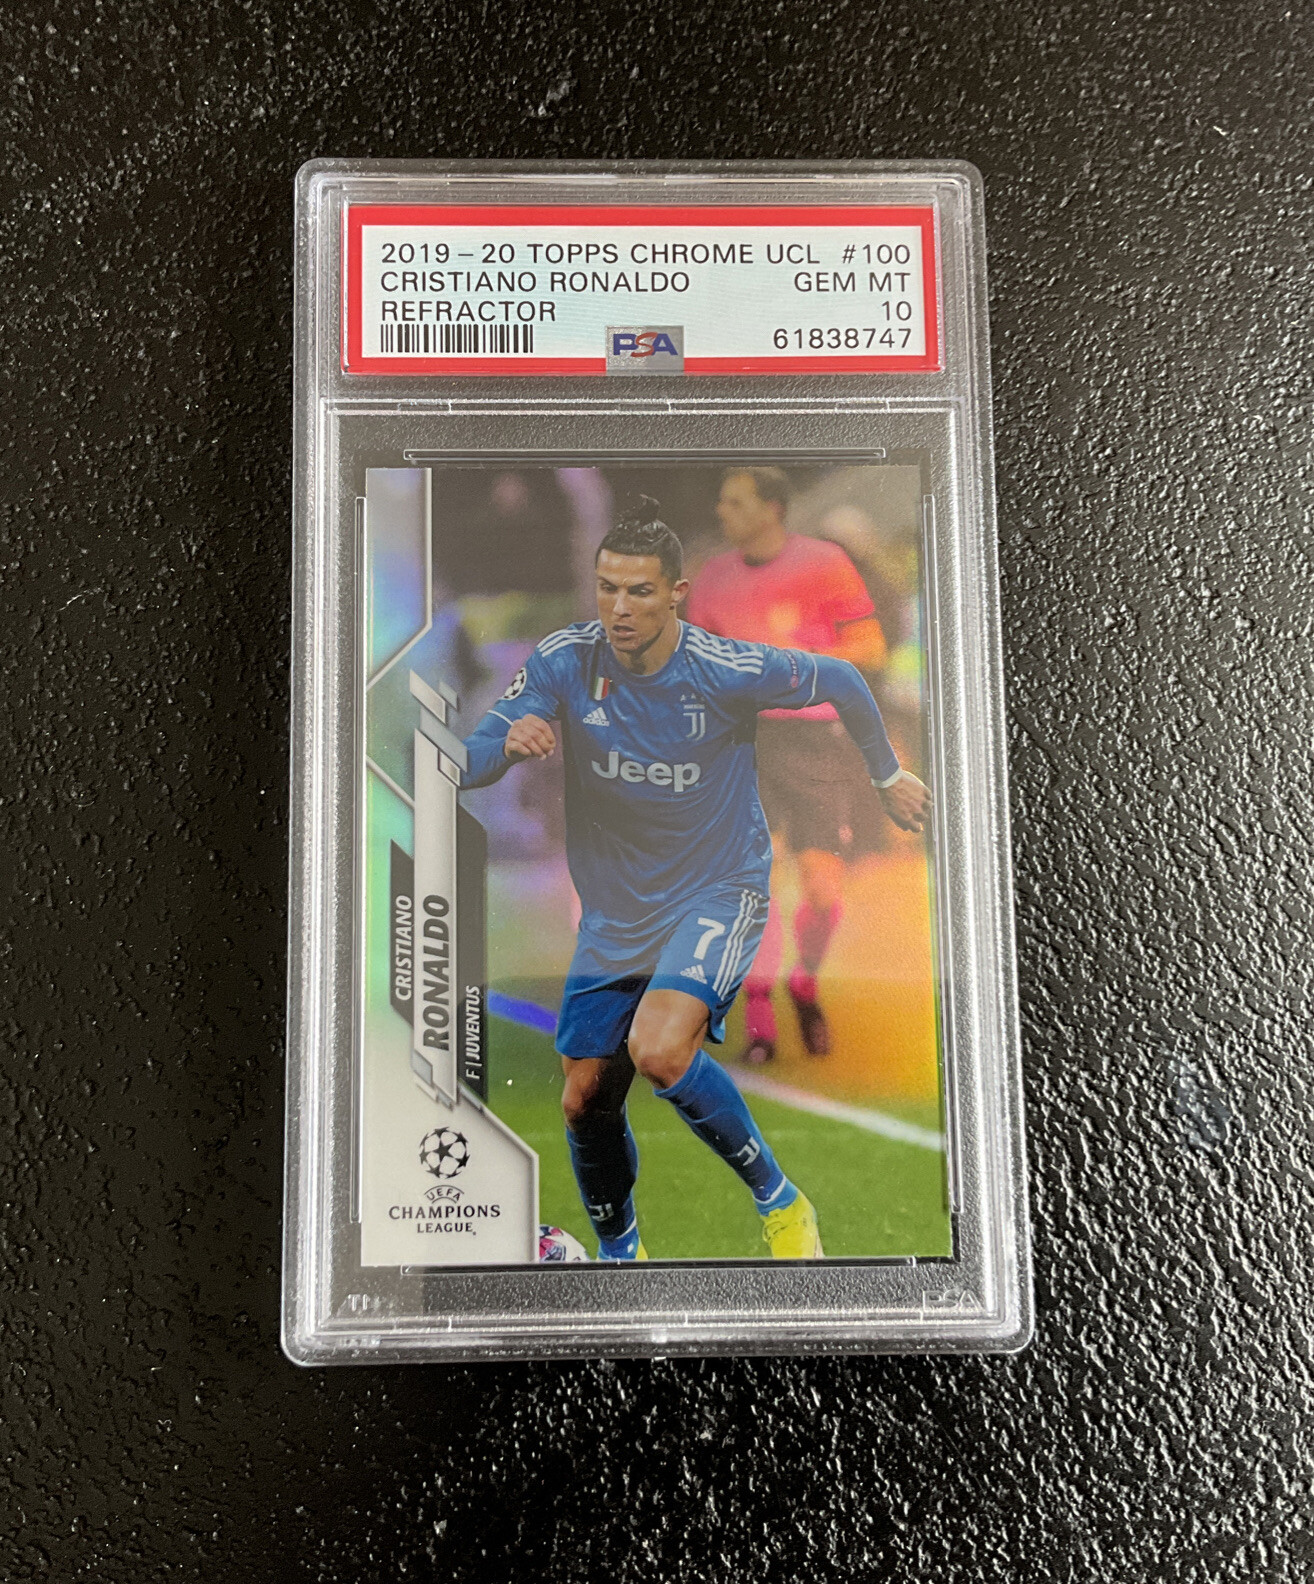 2019-20 TOPPS CHROME UCL #100
CRISTIANO RONALDO GEM MT
REFRACTOR 10
PSA 61838747
adidas
Jeep
7
CRISTIANO
RONALDO
F | JUVENTUS
UEFA
CHAMPIONS
LEAGUE
PSA